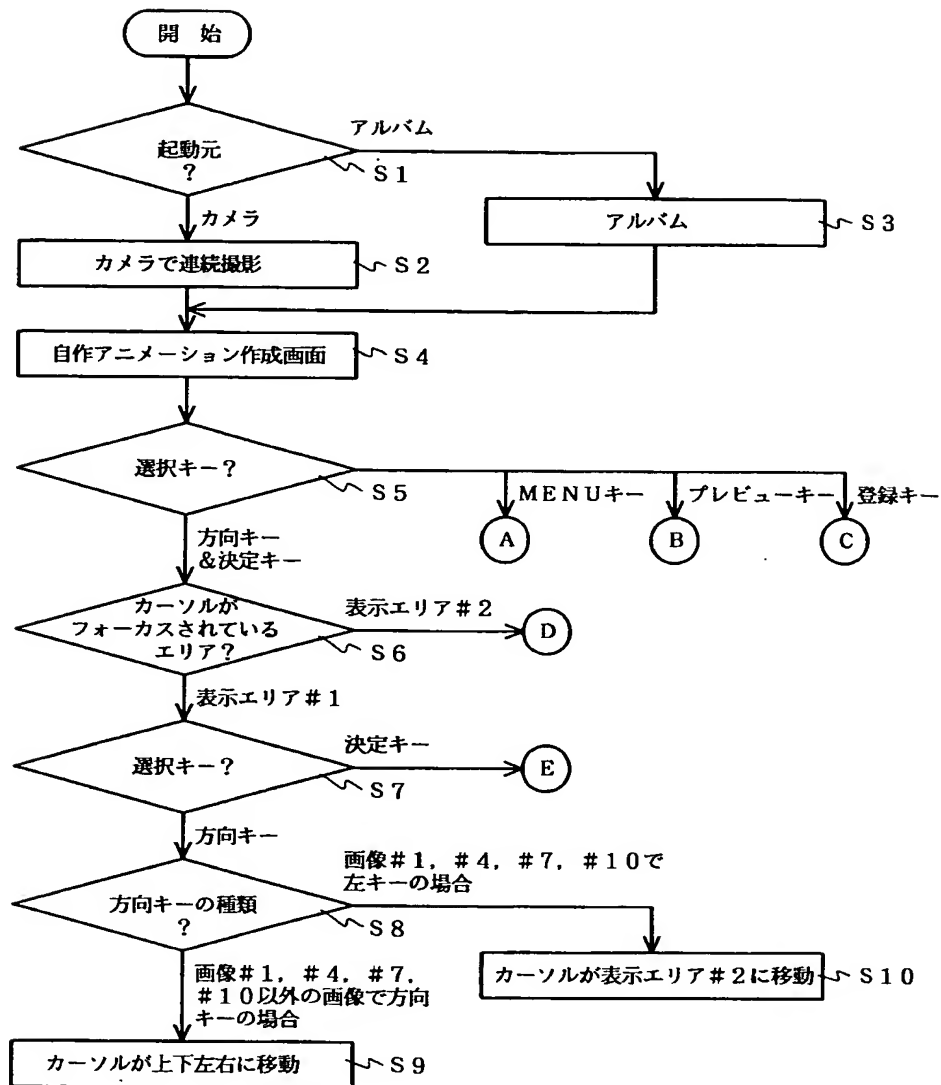 開 始
アルバム
起動元
?
S1
カメラ
アルバム
S3
カメラで連続撮影
S2
自作アニメーション作成画面
S4
選択キー?
S5
MENUキー
プレビューキー
登録キー
A
B
C
方向キー
&決定キー
カーソルが
フォーカスされている
エリア?
S6
表示エリア#2
D
表示エリア#1
選択キー?
S7
決定キー
E
方向キー
画像#1,#4,#7,#10で
左キーの場合
方向キーの種類
?
S8
画像#1,#4,#7,
#10以外の画像で方向
キーの場合
カーソルが表示エリア#2に移動
S10
カーソルが上下左右に移動
S9